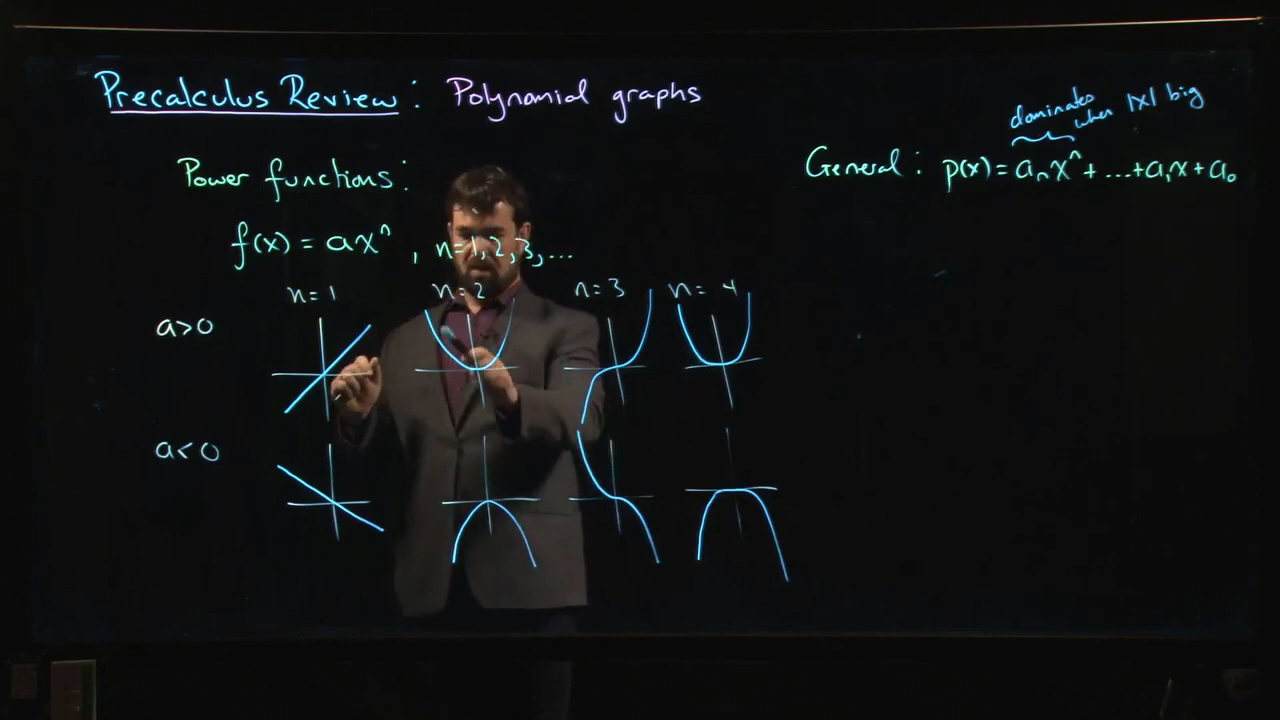 Precalculus Review: Polynomial graphs
Power functions:
f(x) = axⁿ, n=1,2,3,...
n=1 n=2 n=3 n=4
a>0
a<0
dominates when |x| big
General: p(x) = aₙxⁿ + ... + a₁x + a₀